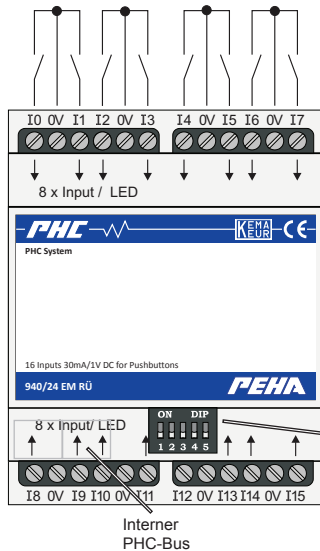 I0 0V I1 I2 0V I3 I4 0V I5 I6 0V I7
8 x Input / LED
PHC KEMA KEUR CE
PHC System
16 Inputs 30mA/1V DC for Pushbuttons
940/24 EM RÜ PEHA
8 x Input/ LED
ON DIP
1 2 3 4 5
I8 0V I9 I10 0V I11 I12 0V I13 I14 0V I15
Interner
PHC-Bus